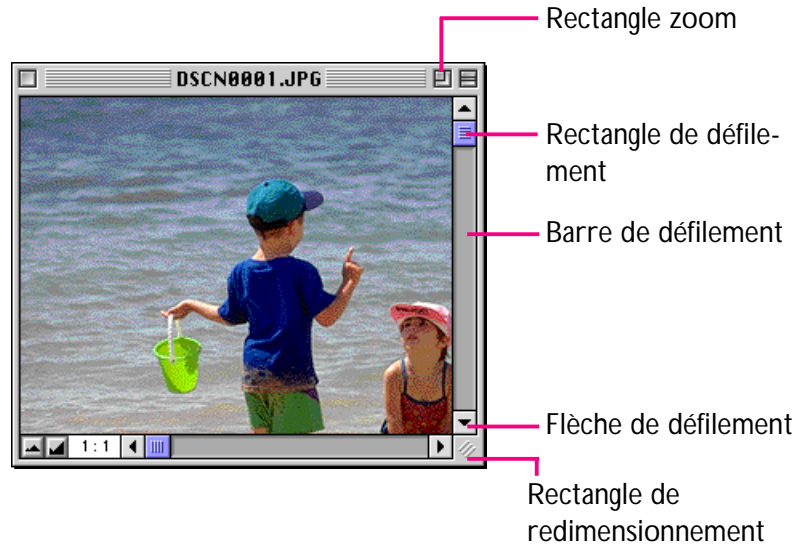 Rectangle zoom
DSCN0001.JPG
Rectangle de défile-
ment
Barre de défilement
1:1
Flèche de défilement
Rectangle de
redimensionnement